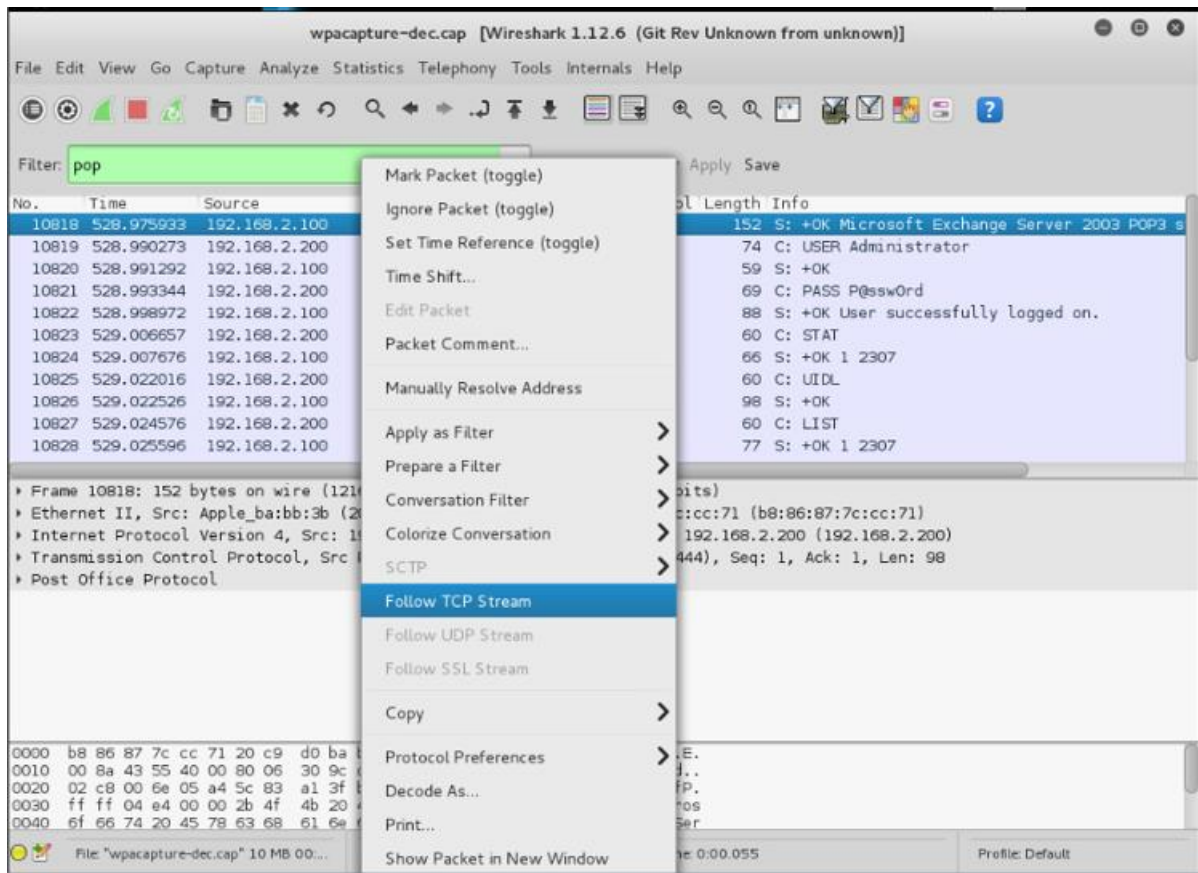 wpacapture-dec.cap [Wireshark 1.12.6 (Git Rev Unknown from unknown)]
File Edit View Go Capture Analyze Statistics Telephony Tools Internals Help
Filter: pop
Apply Save
No. Time Source Length Info
10818 528.975933 192.168.2.100 152 S: +OK Microsoft Exchange Server 2003 POP3 s
10819 528.990273 192.168.2.200 74 C: USER Administrator
10820 528.991292 192.168.2.100 59 S: +OK
10821 528.993344 192.168.2.200 69 C: PASS P@ssw0rd
10822 528.998972 192.168.2.100 88 S: +OK User successfully logged on.
10823 529.006657 192.168.2.200 60 C: STAT
10824 529.007676 192.168.2.100 66 S: +OK 1 2307
10825 529.022016 192.168.2.200 60 C: UIDL
10826 529.022526 192.168.2.100 98 S: +OK
10827 529.024576 192.168.2.200 60 C: LIST
10828 529.025596 192.168.2.100 77 S: +OK 1 2307
Mark Packet (toggle)
Ignore Packet (toggle)
Set Time Reference (toggle)
Time Shift...
Edit Packet
Packet Comment...
Manually Resolve Address
Apply as Filter
Prepare a Filter
Conversation Filter
Colorize Conversation
SCTP
Follow TCP Stream
Follow UDP Stream
Follow SSL Stream
Copy
Protocol Preferences
Decode As...
Print...
Show Packet in New Window
Frame 10818: 152 bytes on wire (121 bits)
Ethernet II, Src: Apple_ba:bb:3b (2 c:cc:71 (b8:86:87:7c:cc:71)
Internet Protocol Version 4, Src: 1 192.168.2.200 (192.168.2.200)
Transmission Control Protocol, Src 444), Seq: 1, Ack: 1, Len: 98
Post Office Protocol
0000 b8 86 87 7c cc 71 20 c9 d0 ba .E.
0010 00 8a 43 55 40 00 80 06 30 9c
0020 02 c8 00 6e 05 a4 5c 83 a1 3f fP.
0030 ff ff 04 e4 00 00 2b 4f 4b 20 ros
0040 6f 66 74 20 45 78 63 68 61 6e Ser
File: "wpacapture-dec.cap" 10 MB 00:... e: 0:00.055 Profile: Default